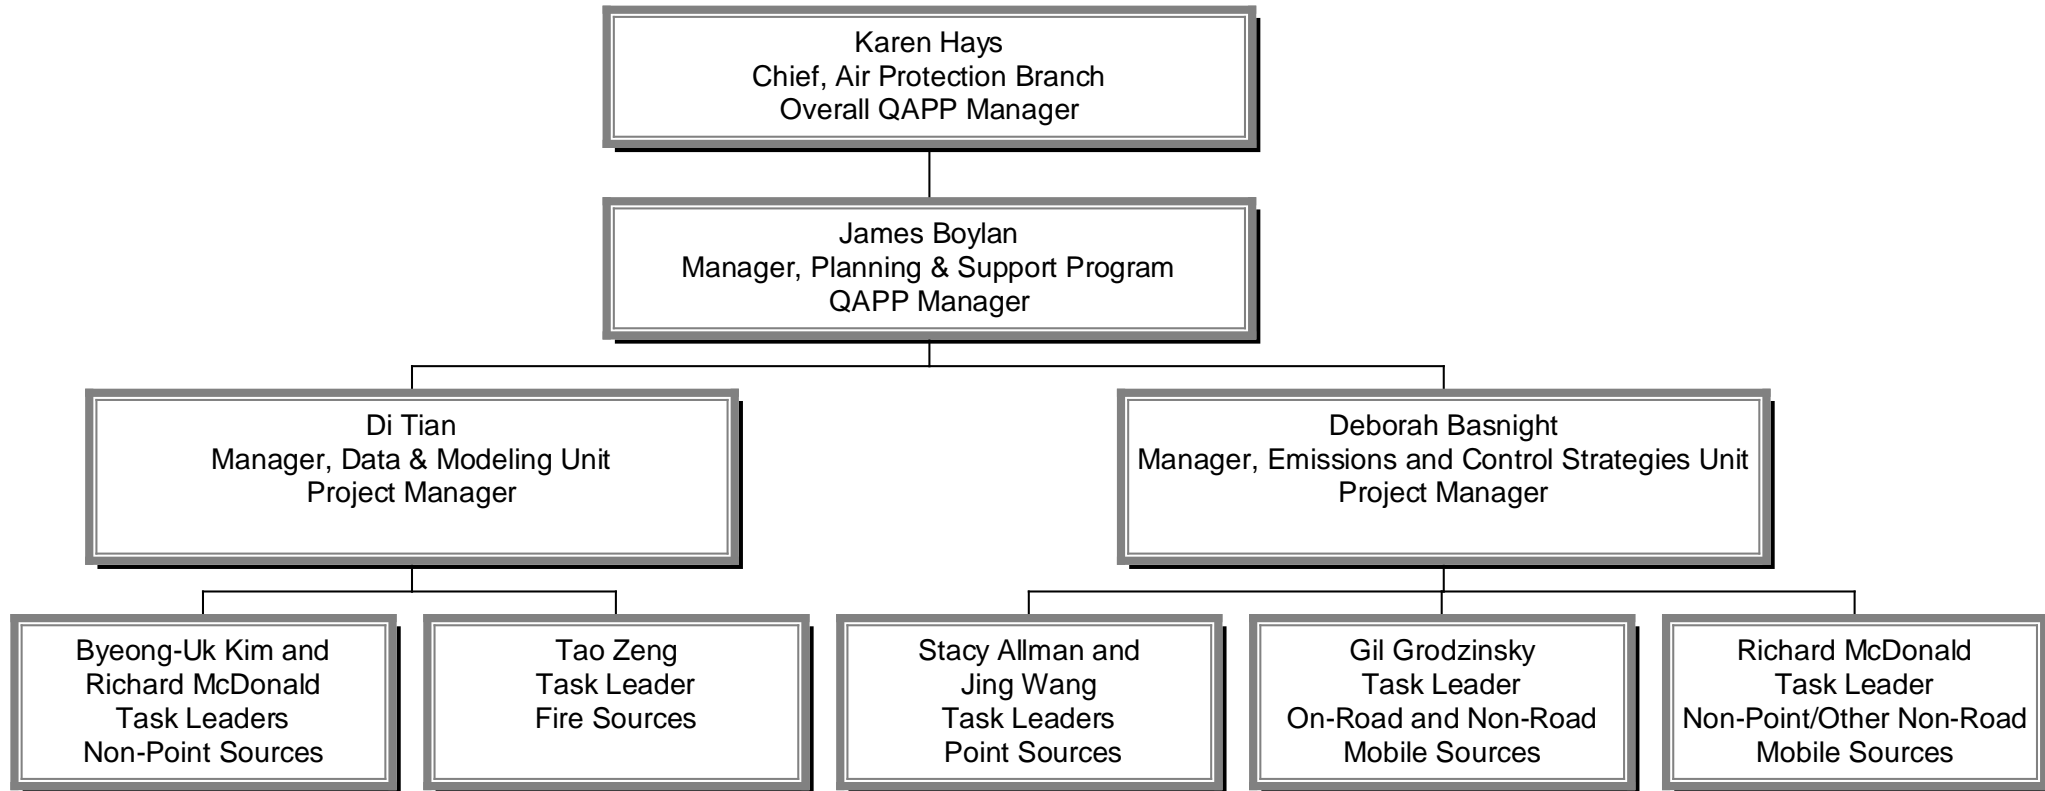 Karen Hays
Chief, Air Protection Branch
Overall QAPP Manager
James Boylan
Manager, Planning & Support Program
QAPP Manager
Di Tian
Manager, Data & Modeling Unit
Project Manager
Deborah Basnight
Manager, Emissions and Control Strategies Unit
Project Manager
Byeong-Uk Kim and
Richard McDonald
Task Leaders
Non-Point Sources
Tao Zeng
Task Leader
Fire Sources
Stacy Allman and
Jing Wang
Task Leaders
Point Sources
Gil Grodzinsky
Task Leader
On-Road and Non-Road
Mobile Sources
Richard McDonald
Task Leader
Non-Point/Other Non-Road
Mobile Sources